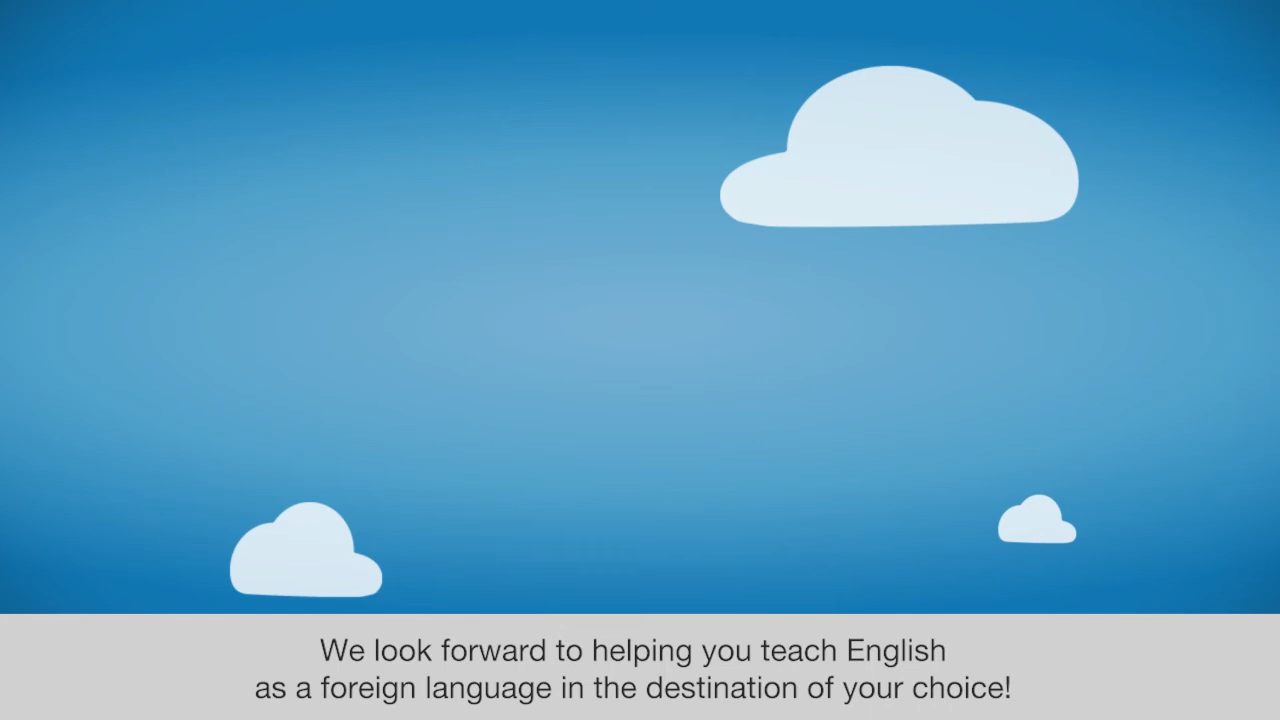 We look forward to helping you teach English
as a foreign language in the destination of your choice!